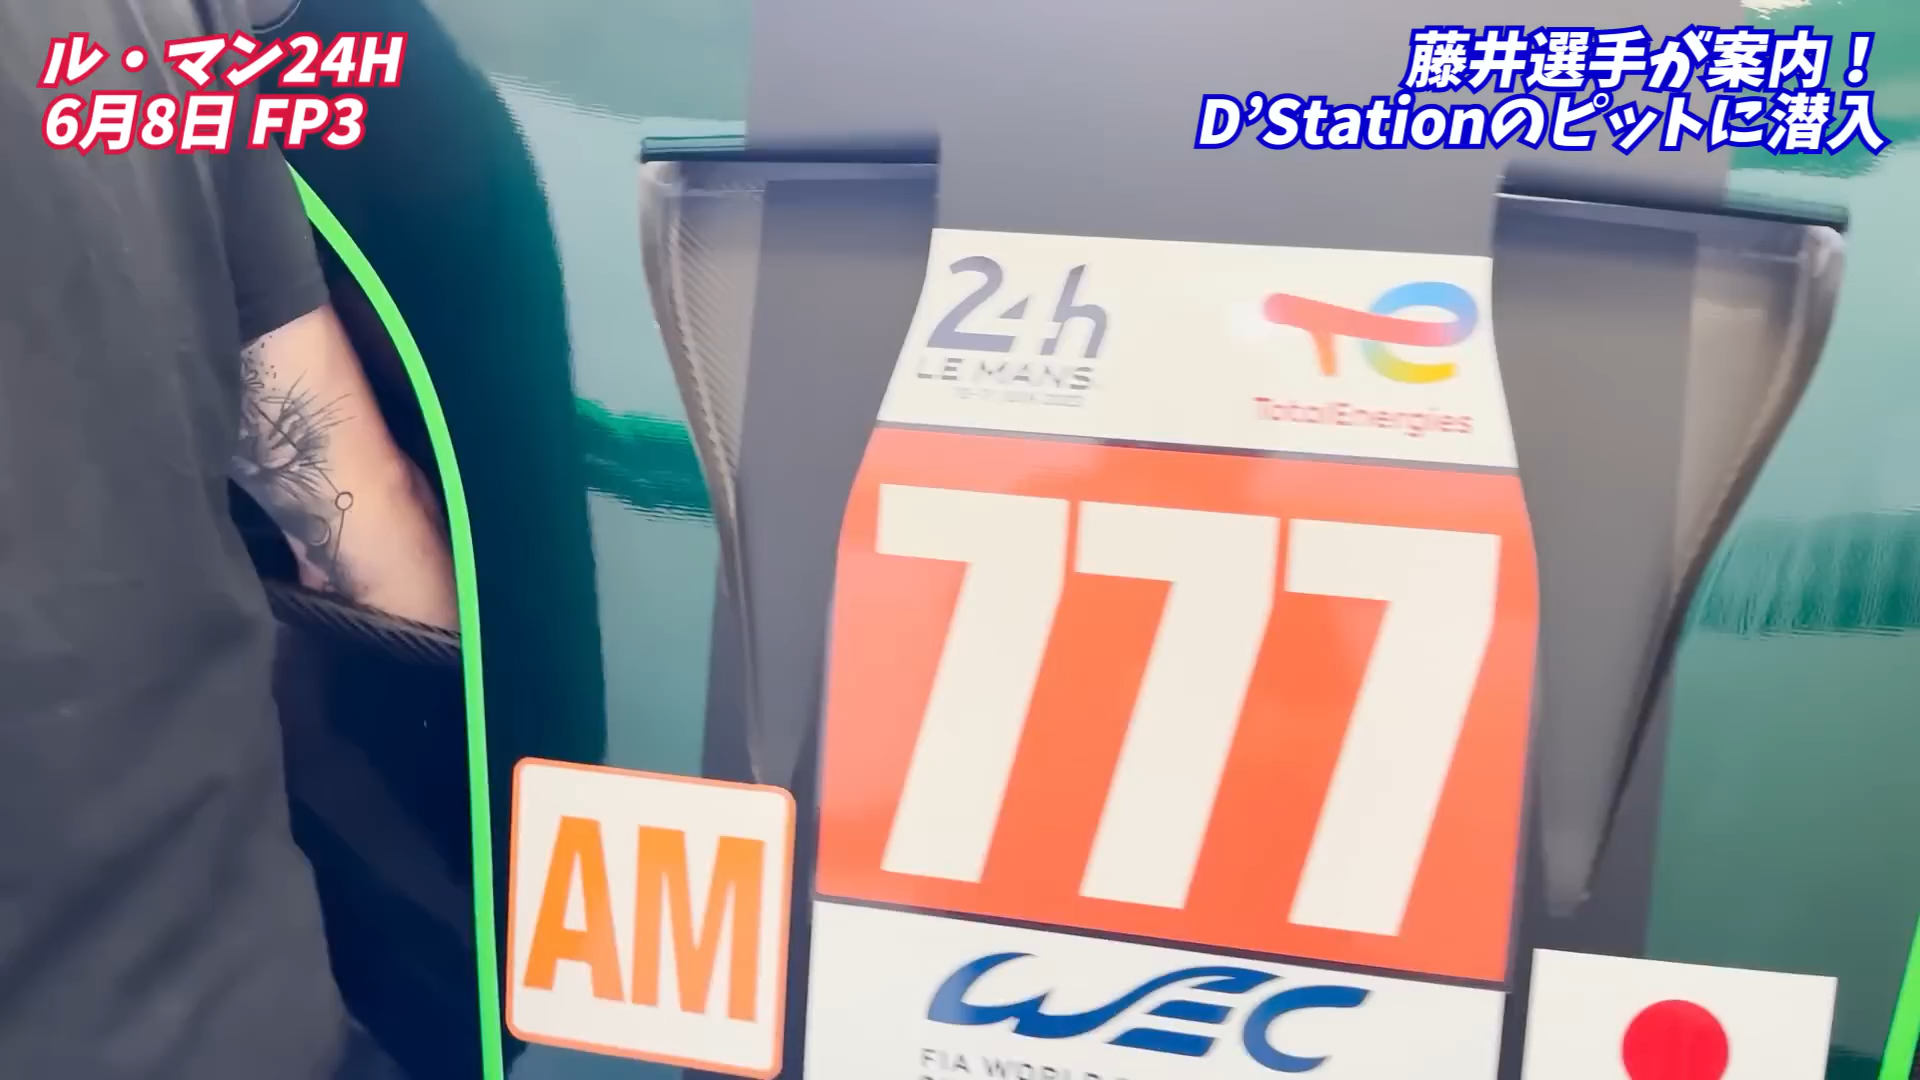 ル・マン24H
6月8日 FP3
藤井選手が案内！
D’Stationのピットに潜入
24h
LE MANS
TotalEnergies
777
AM
WEC
FIA WORLD